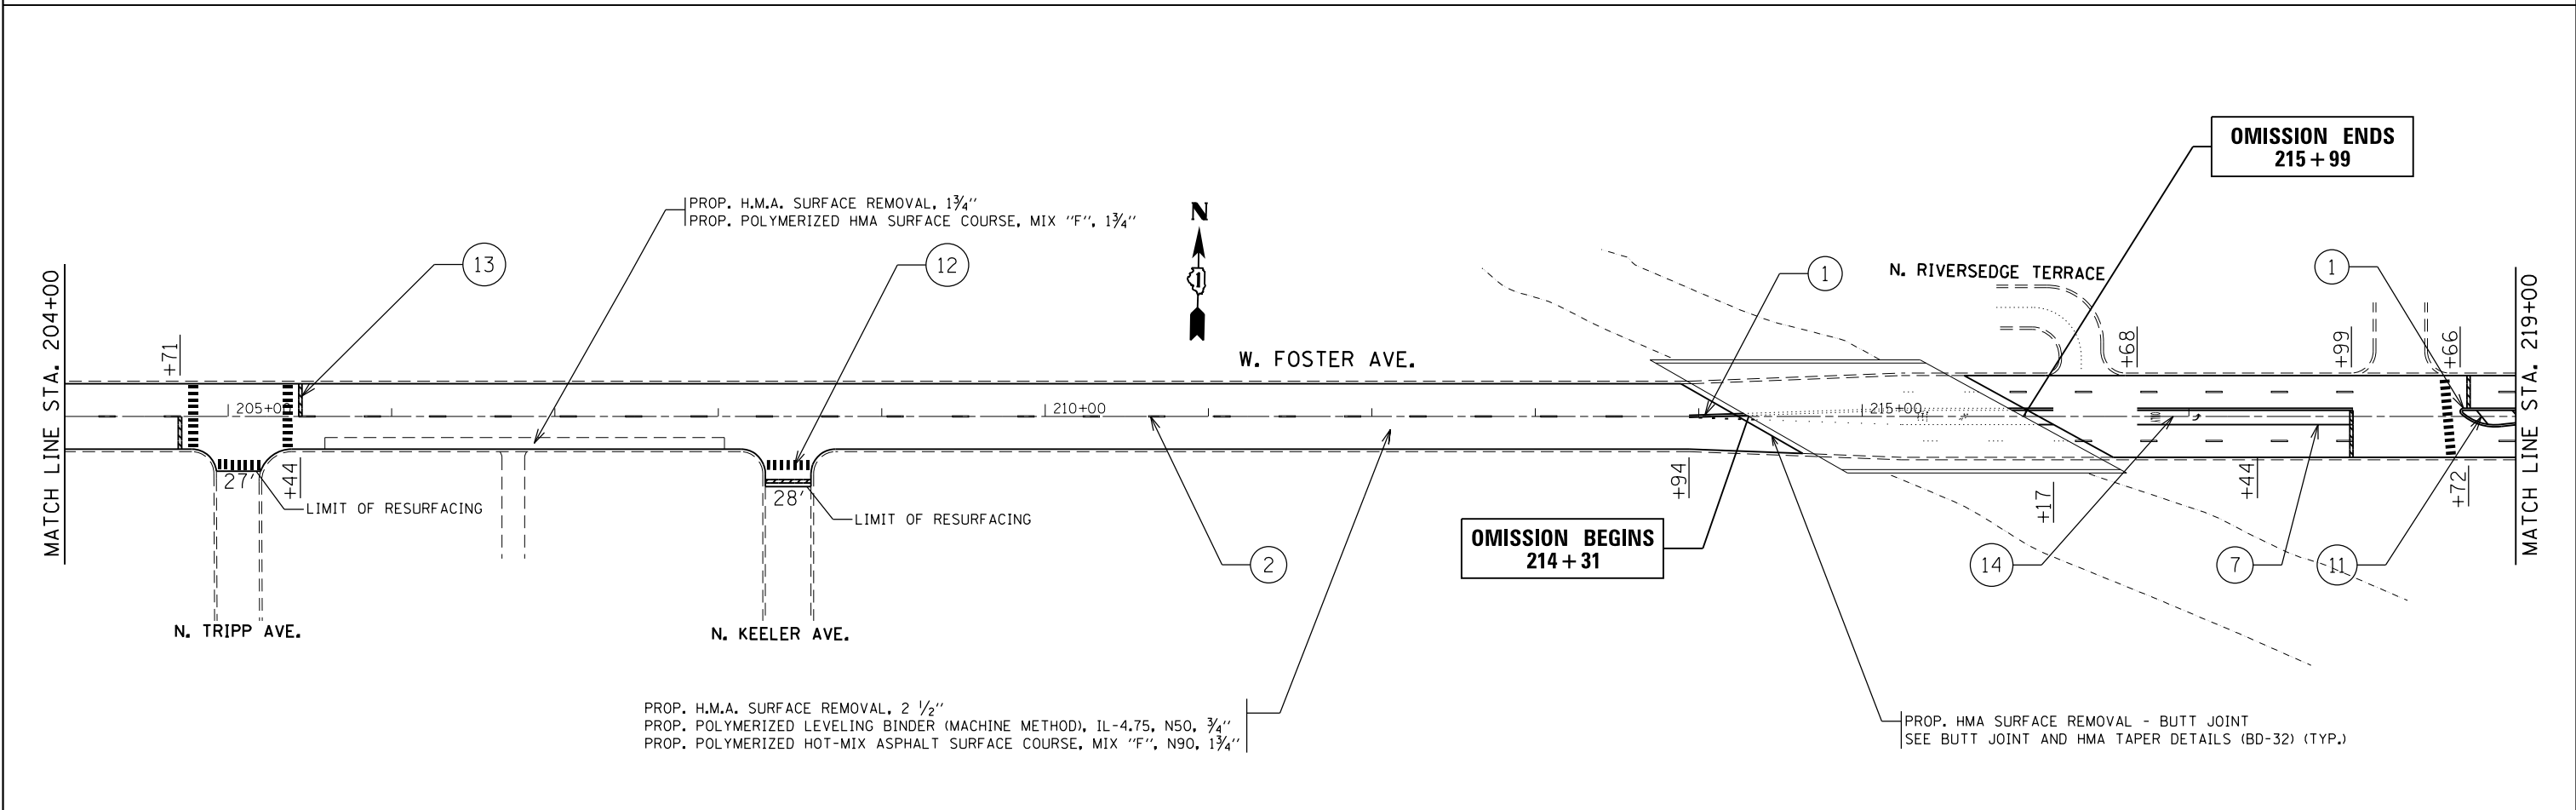 OMISSION ENDS
215+99
PROP. H.M.A. SURFACE REMOVAL, 1¾"
PROP. POLYMERIZED HMA SURFACE COURSE, MIX "F", 1¾"
N
13
12
1
N. RIVERSEDGE TERRACE
1
MATCH LINE STA. 204+00
+71
W. FOSTER AVE.
+68
+99
+66
MATCH LINE STA. 219+00
205+00
210+00
215+00
27'
+44
LIMIT OF RESURFACING
28'
LIMIT OF RESURFACING
+94
+17
+44
+72
OMISSION BEGINS
214+31
2
14
7
11
N. TRIPP AVE.
N. KEELER AVE.
PROP. H.M.A. SURFACE REMOVAL, 2 ½"
PROP. POLYMERIZED LEVELING BINDER (MACHINE METHOD), IL-4.75, N50, ¾"
PROP. POLYMERIZED HOT-MIX ASPHALT SURFACE COURSE, MIX "F", N90, 1¾"
PROP. HMA SURFACE REMOVAL - BUTT JOINT
SEE BUTT JOINT AND HMA TAPER DETAILS (BD-32) (TYP.)